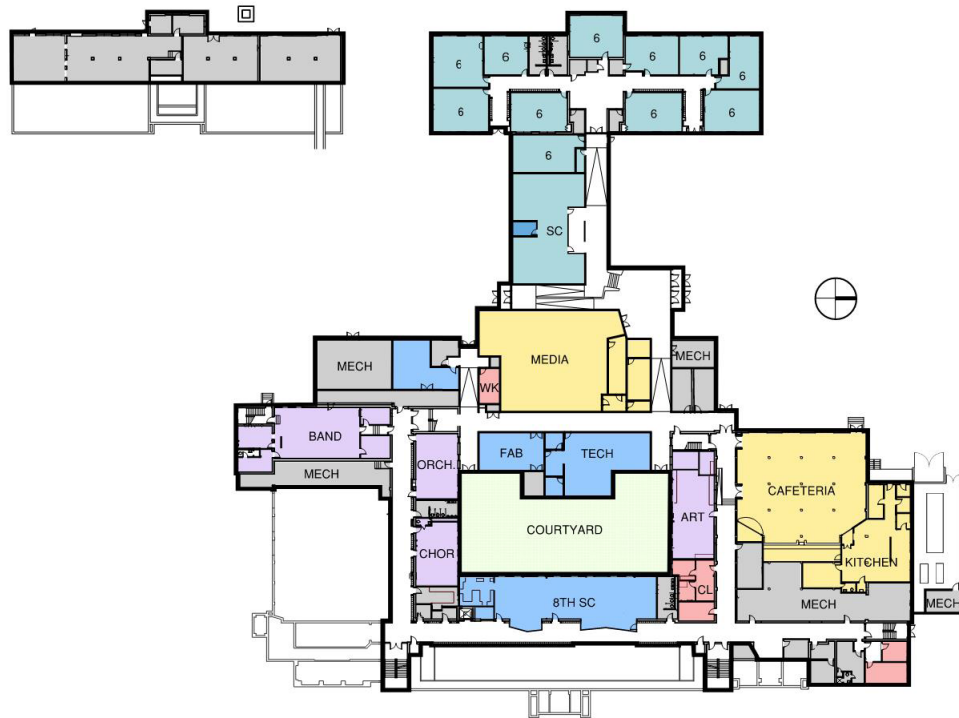 6
6
6
6
6
6
6
6
6
6
6
SC
MEDIA
MECH
MECH
WK
BAND
ORCH.
FAB
TECH
MECH
CAFETERIA
ART
COURTYARD
CHOR
KITCHEN
CL
8TH SC
MECH
MECH